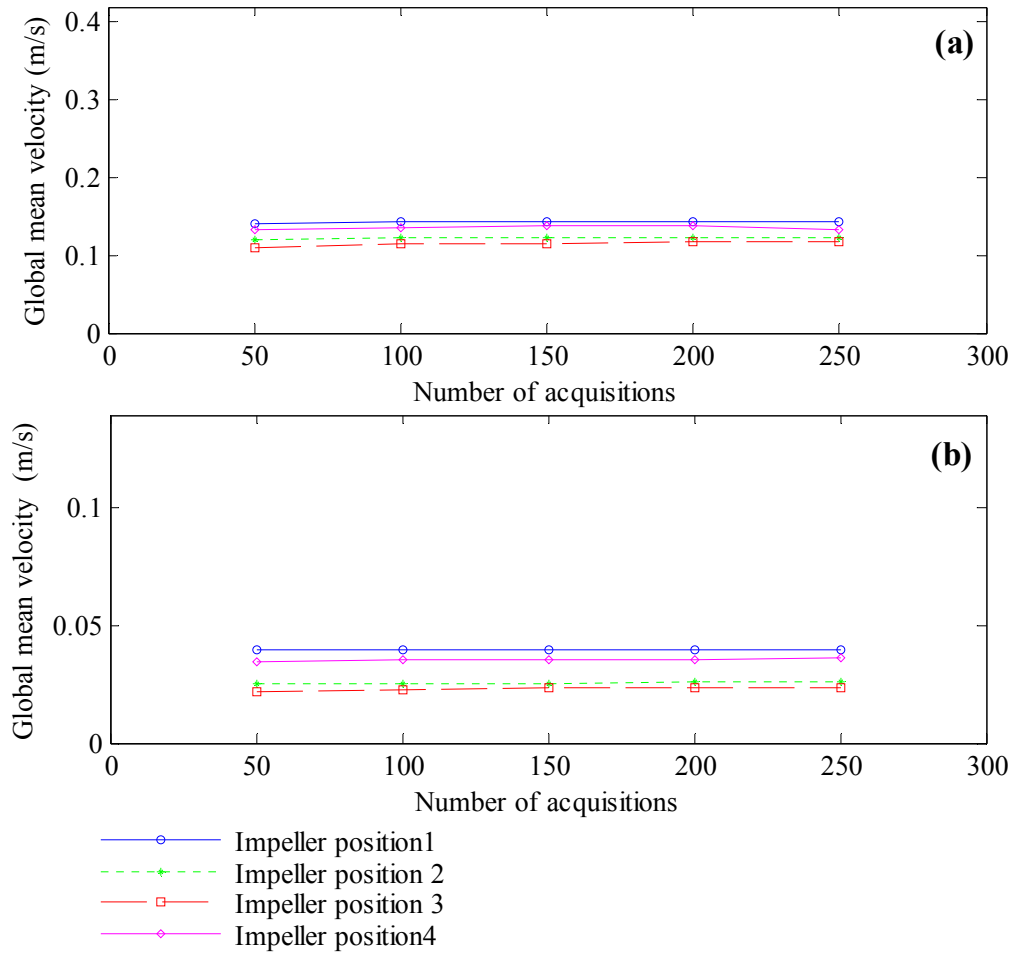 (a)
Global mean velocity (m/s)
0.4
0.3
0.2
0.1
0
0 50 100 150 200 250 300
Number of acquisitions
(b)
Global mean velocity (m/s)
0.1
0.05
0
0 50 100 150 200 250 300
Number of acquisitions
Impeller position1
Impeller position 2
Impeller position 3
Impeller position4